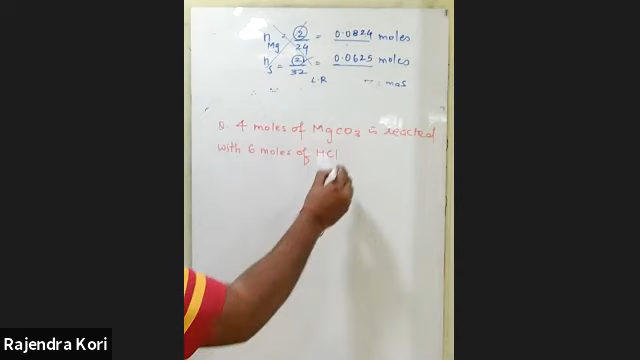 n Mg = 2/24 = 0.0824 moles
n S = 2/32 = 0.0625 moles
L.R
Q. 4 moles of MgCO3 is reacted
with 6 moles of HCl
Rajendra Kori